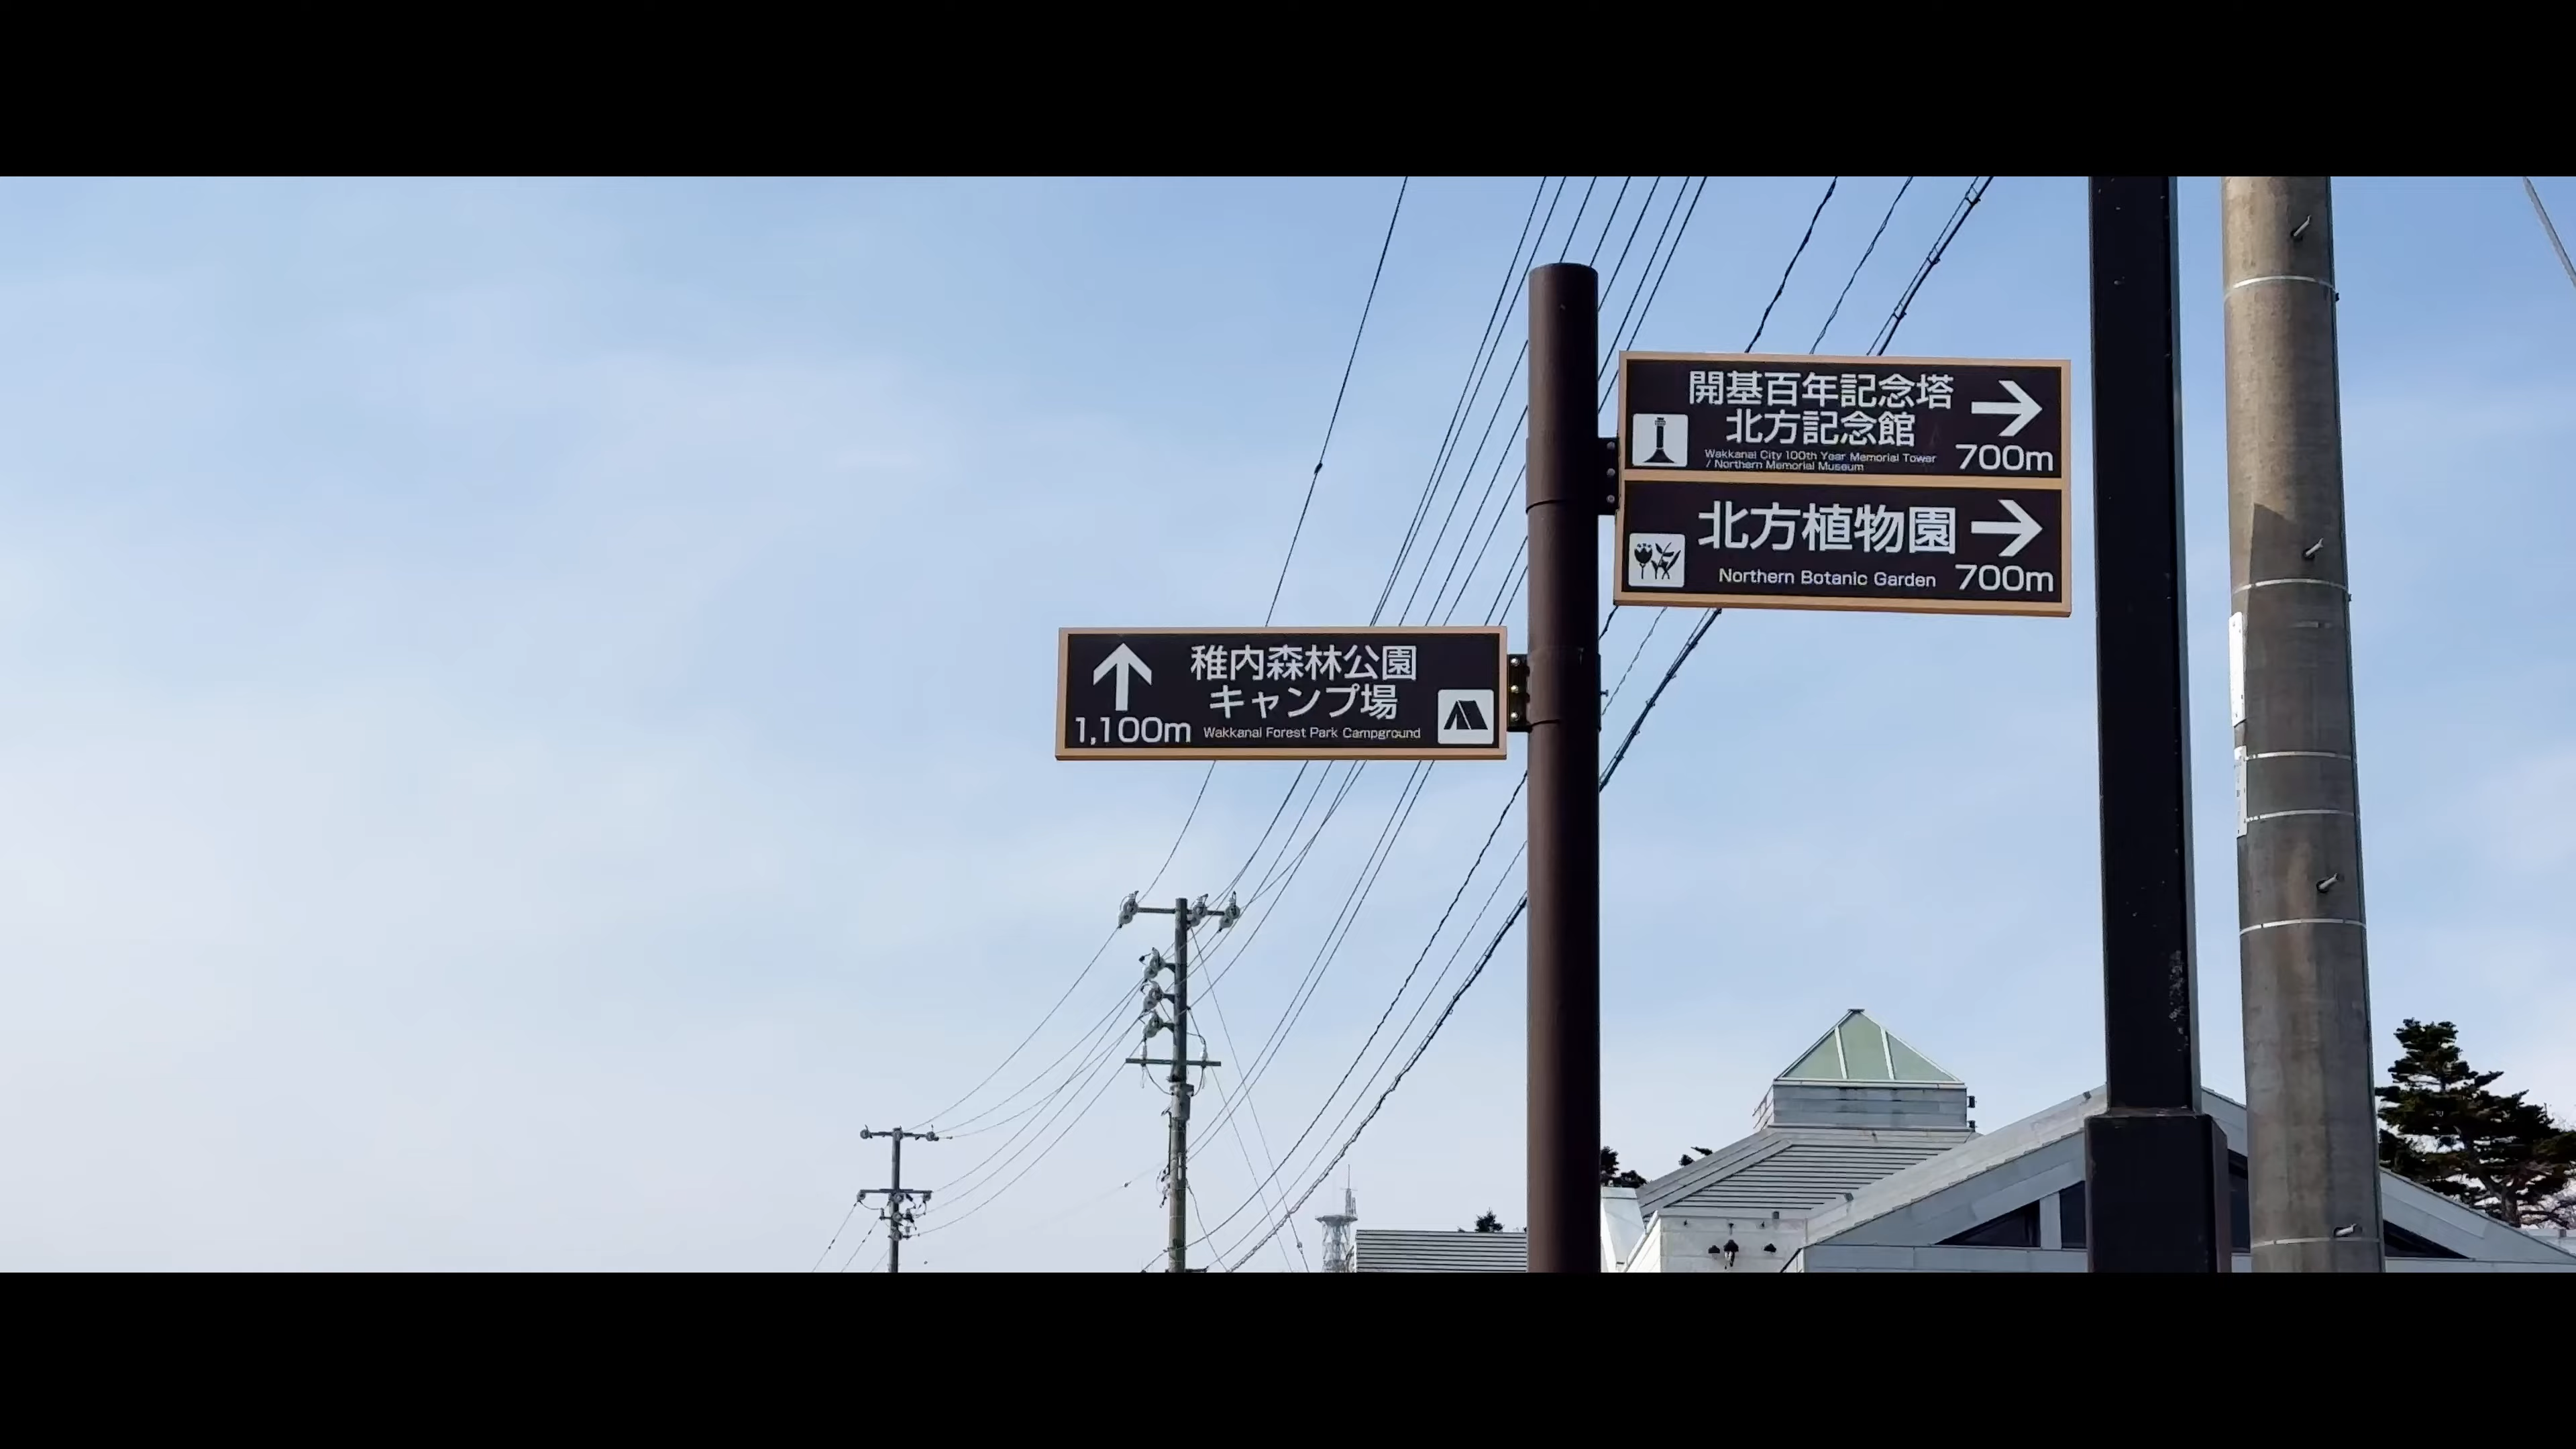 開基百年記念塔
北方記念館
Wakkanai City 100th Year Memorial Tower
/ Northern Memorial Museum
700m
北方植物園
Northern Botanic Garden
700m
稚内森林公園
キャンプ場
1,100m
Wakkanai Forest Park Campground